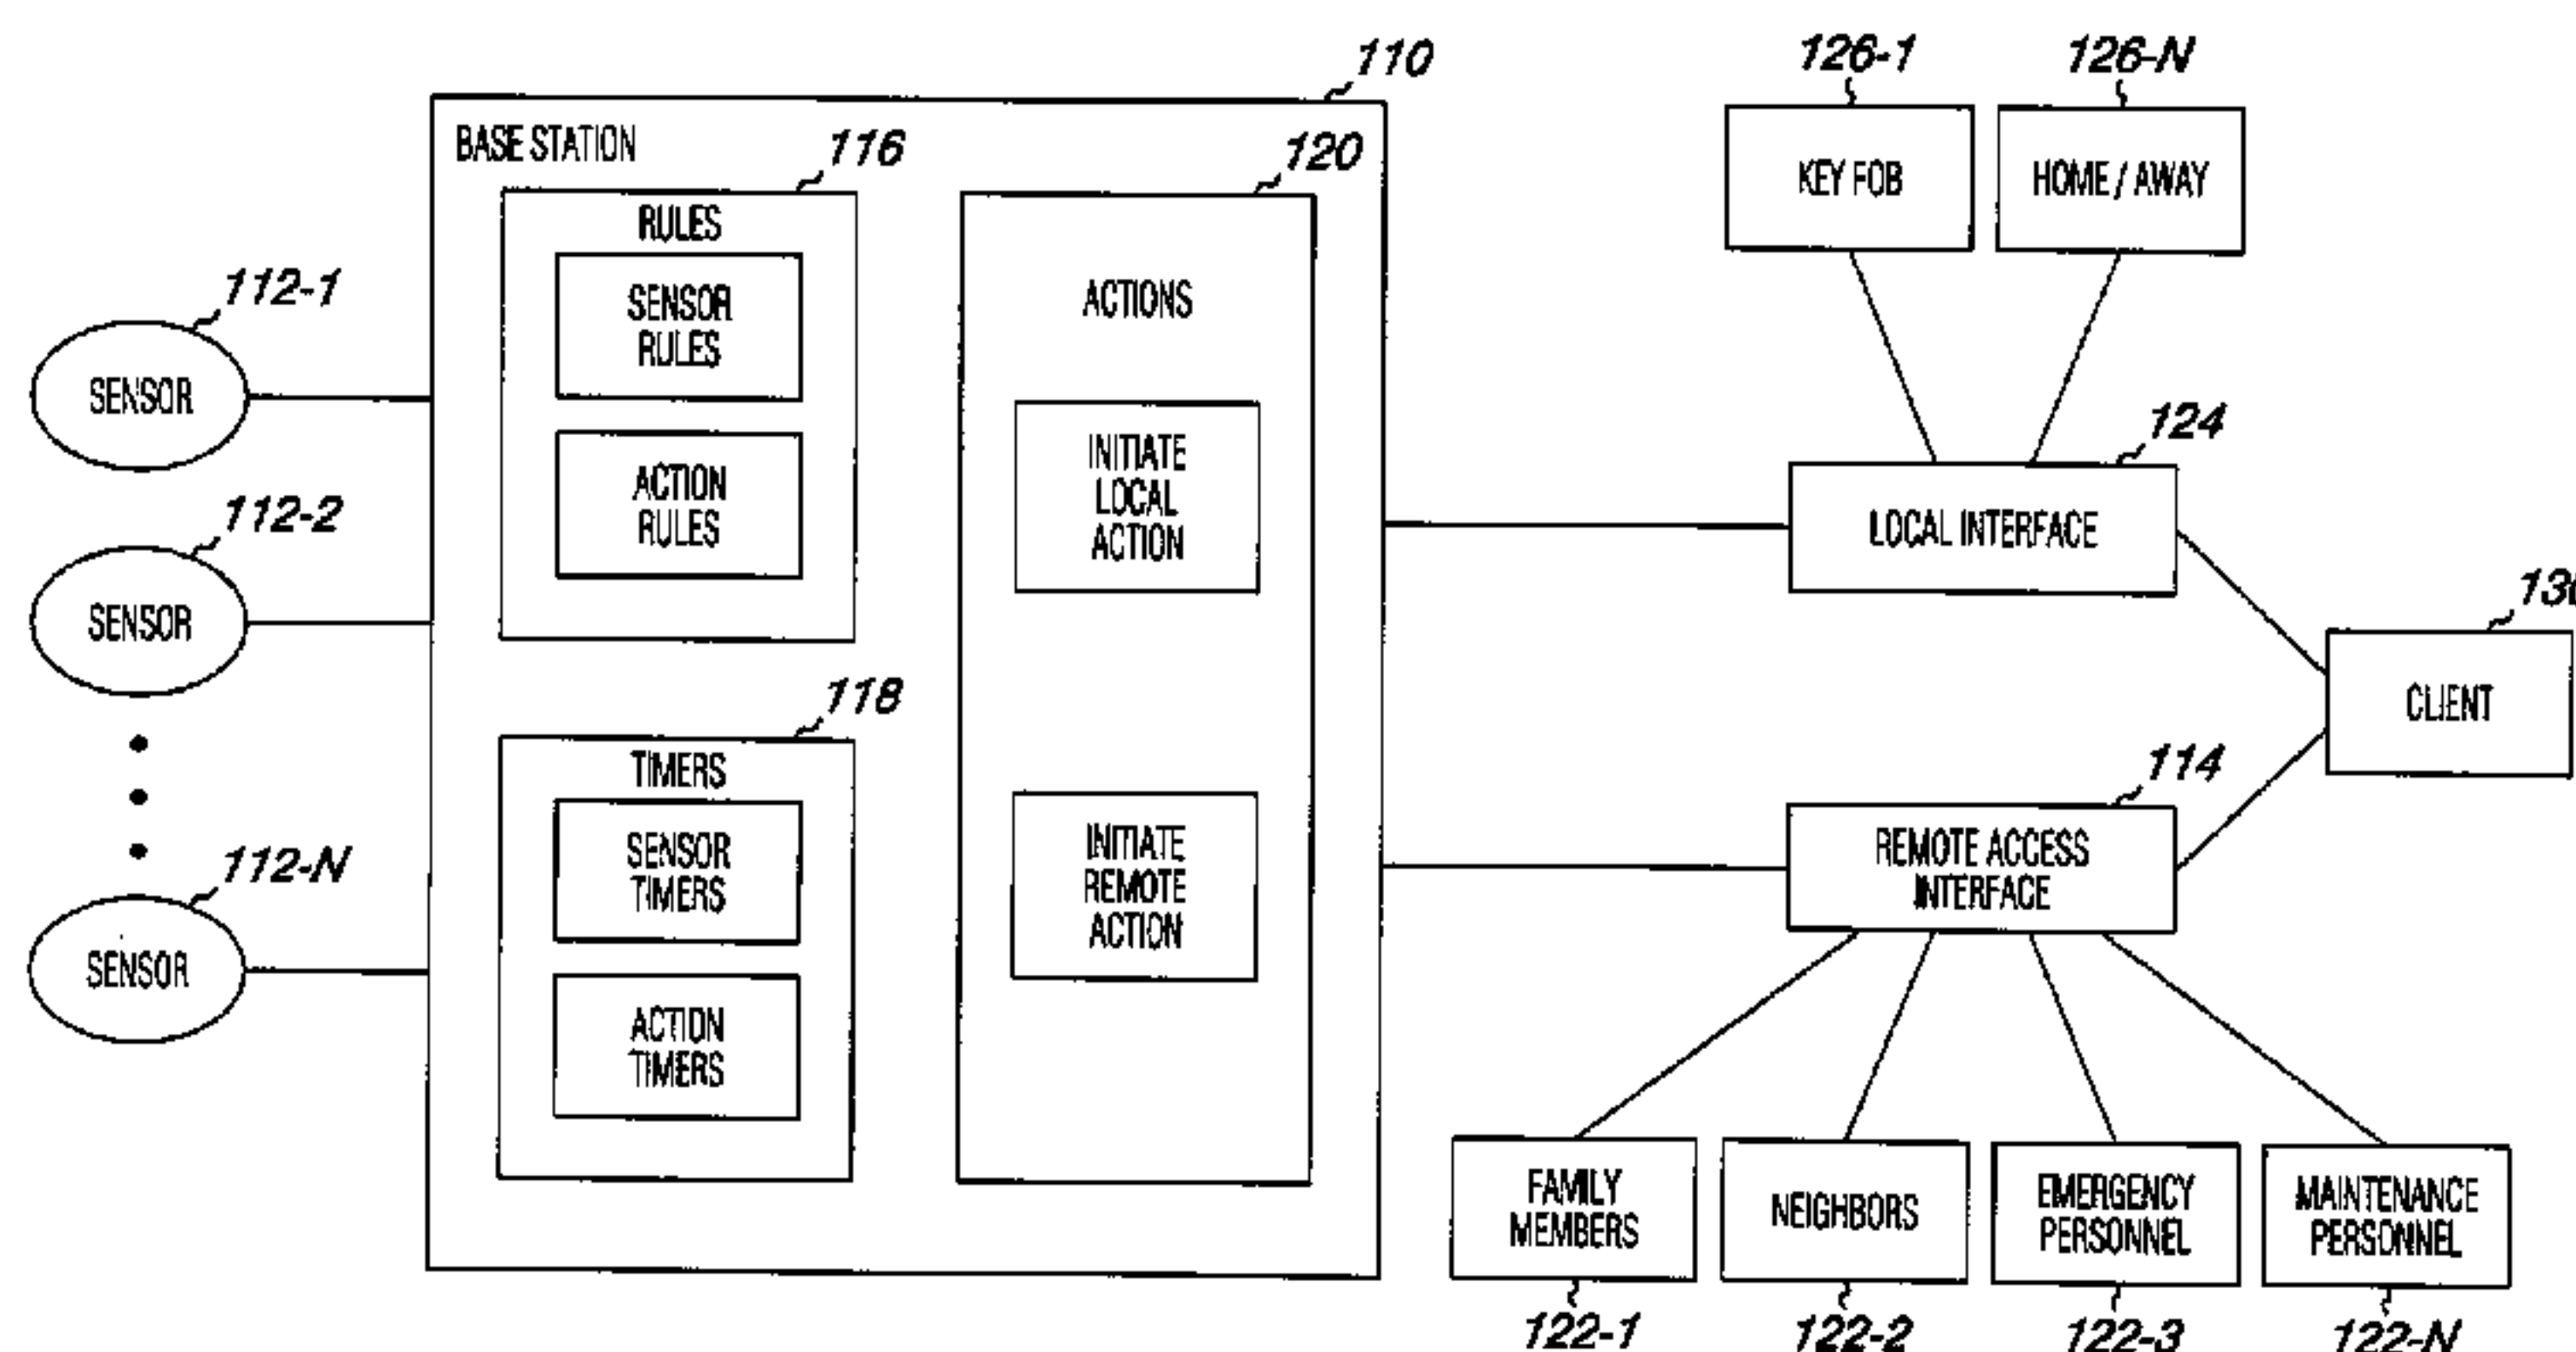 110
126-1
126-N
BASE STATION
116
120
KEY FOB
HOME / AWAY
RULES
SENSOR
RULES
ACTIONS
112-1
SENSOR
ACTION
RULES
INITIATE
LOCAL
ACTION
124
LOCAL INTERFACE
112-2
SENSOR
118
CLIENT
TIMERS
SENSOR
TIMERS
INITIATE
REMOTE
ACTION
114
REMOTE ACCESS
INTERFACE
112-N
SENSOR
ACTION
TIMERS
FAMILY
MEMBERS
NEIGHBORS
EMERGENCY
PERSONNEL
MAINTENANCE
PERSONNEL
122-1
122-2
122-3
122-N